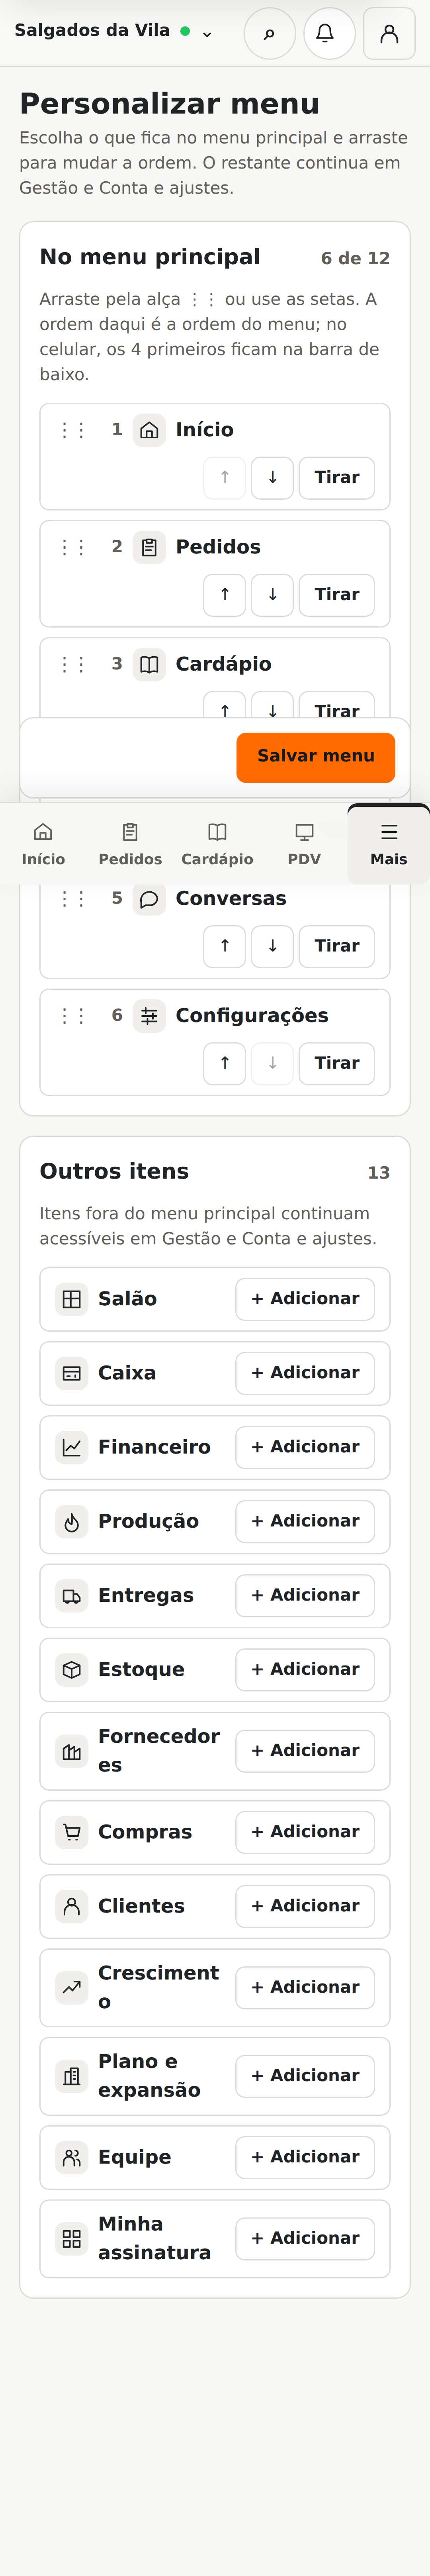 Salgados da Vila
Personalizar menu
Escolha o que fica no menu principal e arraste
para mudar a ordem. O restante continua em
Gestão e Conta e ajustes.
No menu principal 6 de 12
Arraste pela alça ⋮⋮ ou use as setas. A
ordem daqui é a ordem do menu; no
celular, os 4 primeiros ficam na barra de
baixo.
⋮⋮ 1 Início
↑ ↓ Tirar
⋮⋮ 2 Pedidos
↑ ↓ Tirar
⋮⋮ 3 Cardápio
↑ ↓ Tirar
Salvar menu
Início Pedidos Cardápio PDV Mais
⋮⋮ 5 Conversas
↑ ↓ Tirar
⋮⋮ 6 Configurações
↑ ↓ Tirar
Outros itens 13
Itens fora do menu principal continuam
acessíveis em Gestão e Conta e ajustes.
Salão + Adicionar
Caixa + Adicionar
Financeiro + Adicionar
Produção + Adicionar
Entregas + Adicionar
Estoque + Adicionar
Fornecedor
es + Adicionar
Compras + Adicionar
Clientes + Adicionar
Cresciment
o + Adicionar
Plano e
expansão + Adicionar
Equipe + Adicionar
Minha
assinatura + Adicionar